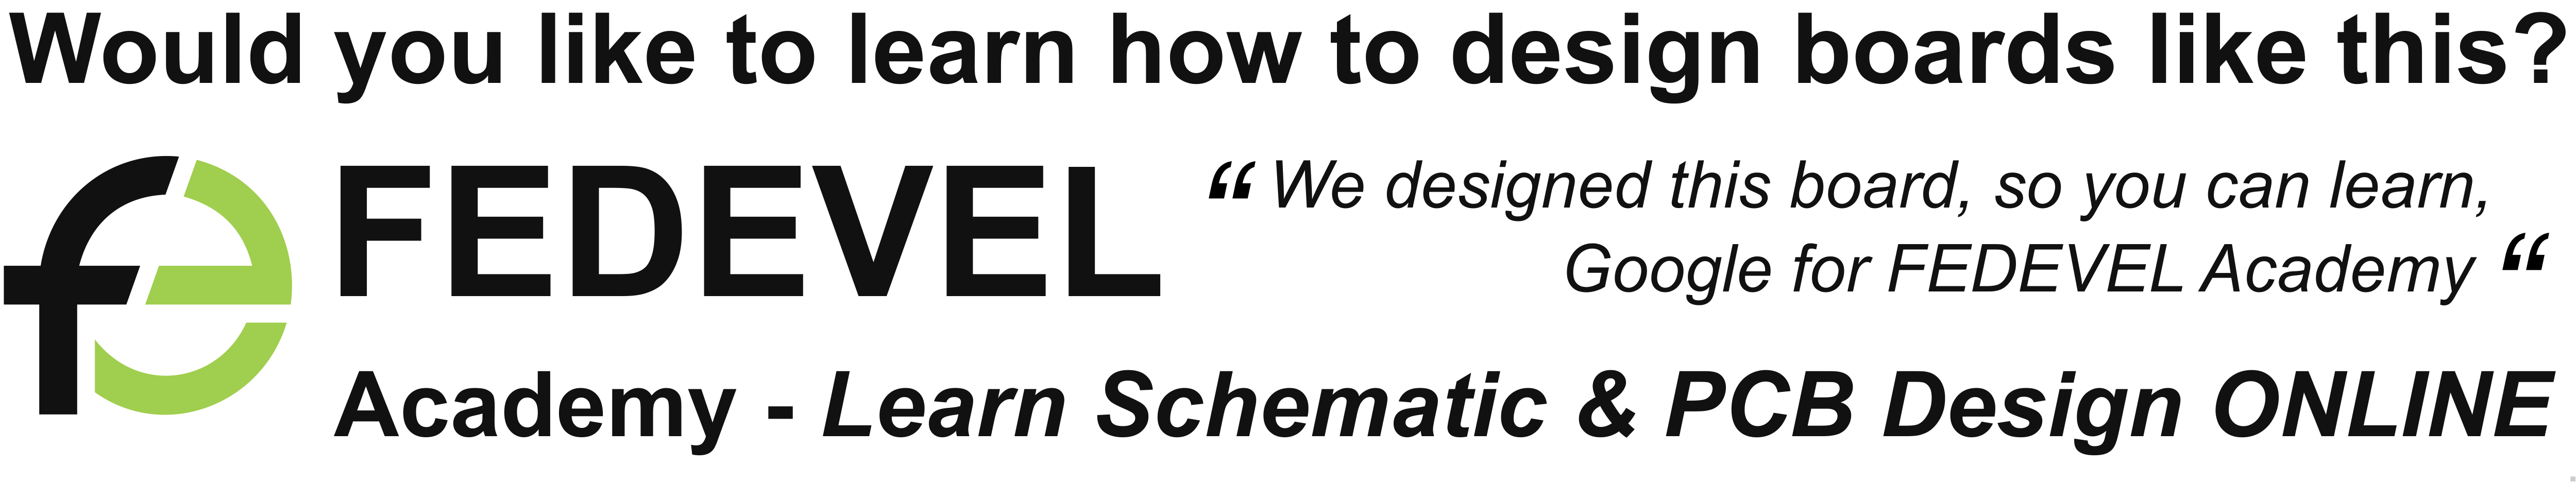 Would you like to learn how to design boards like this?
fe
FEDEVEL
“ We designed this board, so you can learn,
Google for FEDEVEL Academy “
Academy - Learn Schematic & PCB Design ONLINE